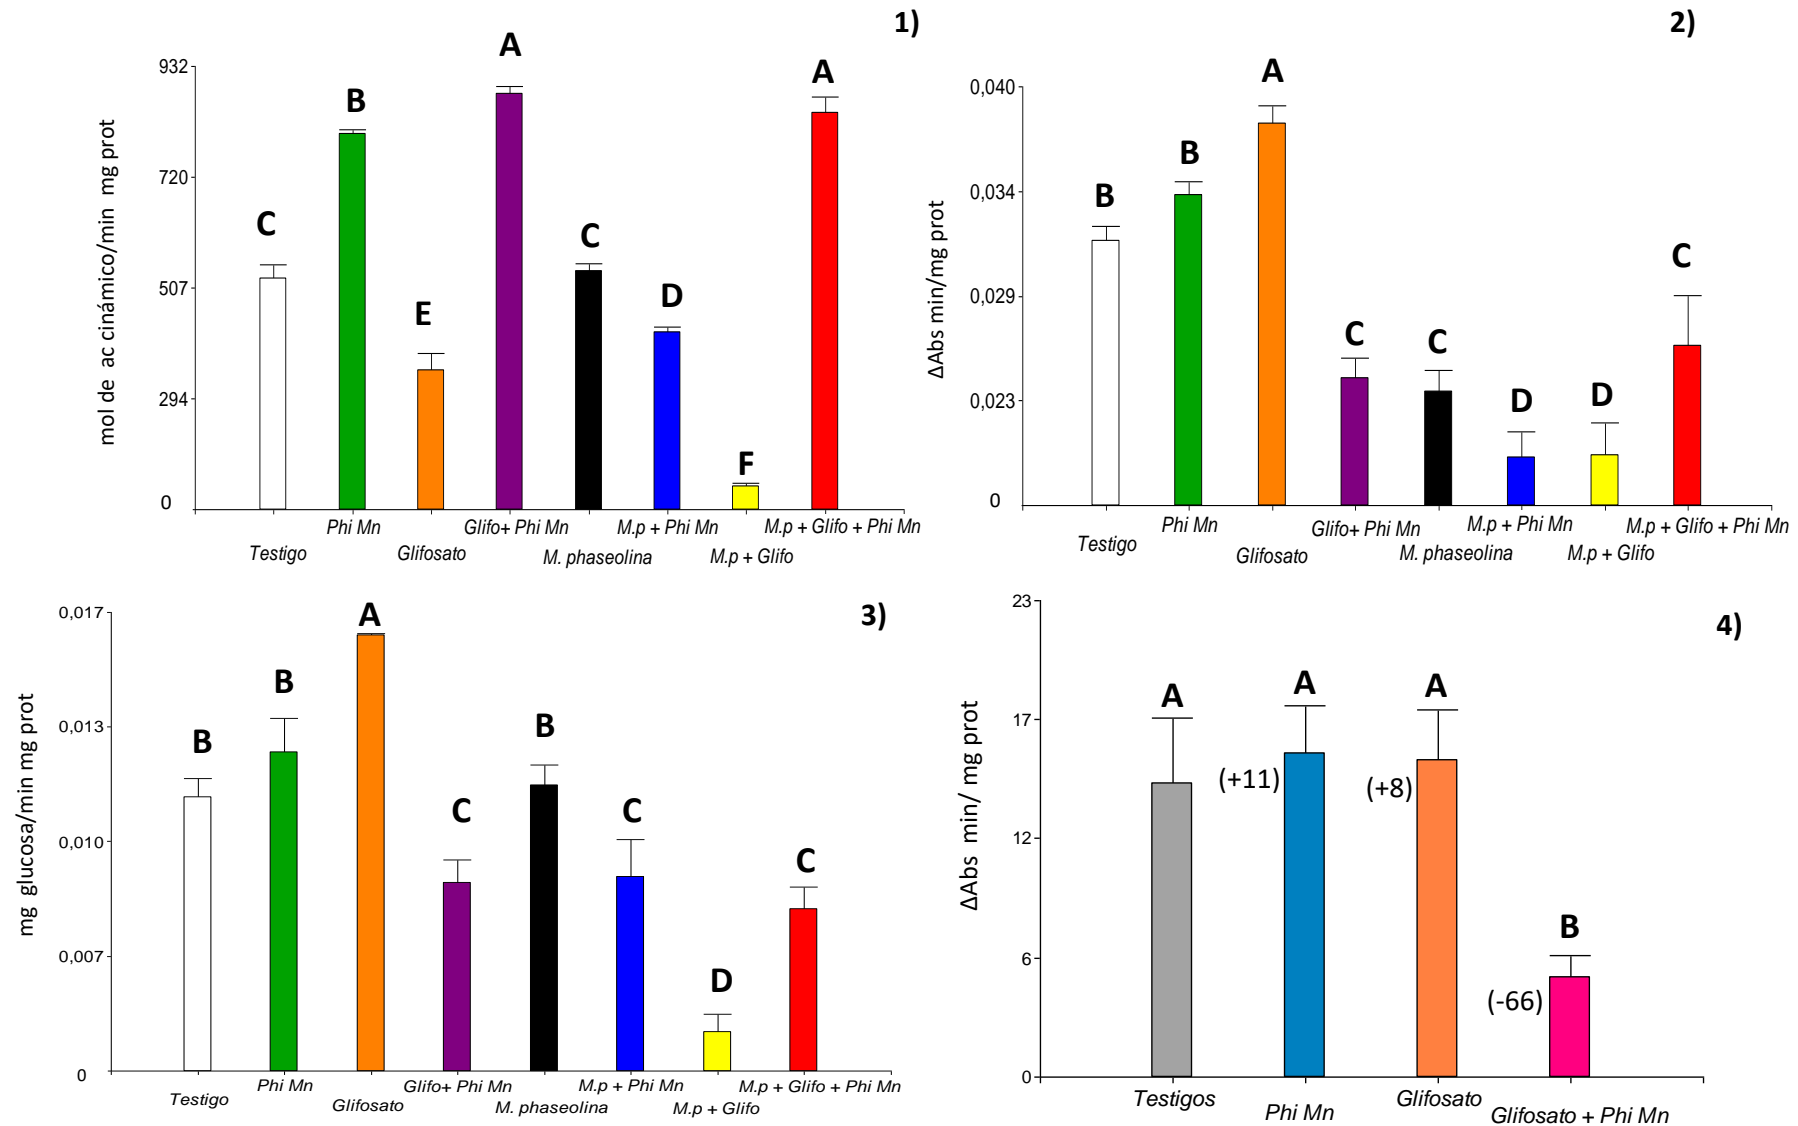 1)
mol de ac cinámico/min mg prot
932
720
507
294
0
C
B
E
A
C
D
F
A
Testigo
Phi Mn
Glifosato
Glifo+ Phi Mn
M. phaseolina
M.p + Phi Mn
M.p + Glifo
M.p + Glifo + Phi Mn
2)
ΔAbs min/mg prot
0,040
0,034
0,029
0,023
0
B
B
A
C
C
D
D
C
Testigo
Phi Mn
Glifosato
Glifo+ Phi Mn
M. phaseolina
M.p + Phi Mn
M.p + Glifo
M.p + Glifo + Phi Mn
3)
mg glucosa/min mg prot
0,017
0,013
0,010
0,007
0
B
B
A
C
B
C
D
C
Testigo
Phi Mn
Glifosato
Glifo+ Phi Mn
M. phaseolina
M.p + Phi Mn
M.p + Glifo
M.p + Glifo + Phi Mn
4)
ΔAbs min/ mg prot
23
17
12
6
0
A
A
A
B
(+11)
(+8)
(-66)
Testigos
Phi Mn
Glifosato
Glifosato + Phi Mn